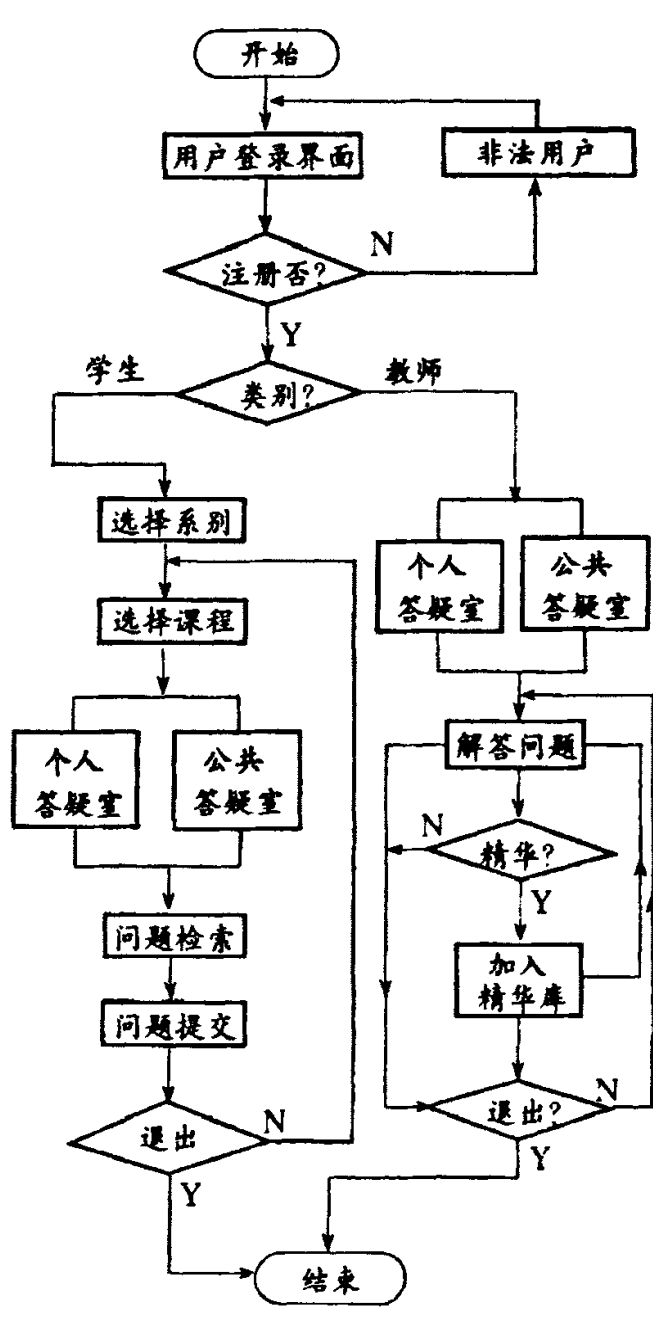 开始
用户登录界面
非法用户
注册否?
N
Y
学生
类别?
教师
选择系别
选择课程
个人
答疑室
公共
答疑室
问题检索
问题提交
退出
N
Y
个人
答疑室
公共
答疑室
解答问题
N
精华?
Y
加入
精华库
退出?
N
Y
结束